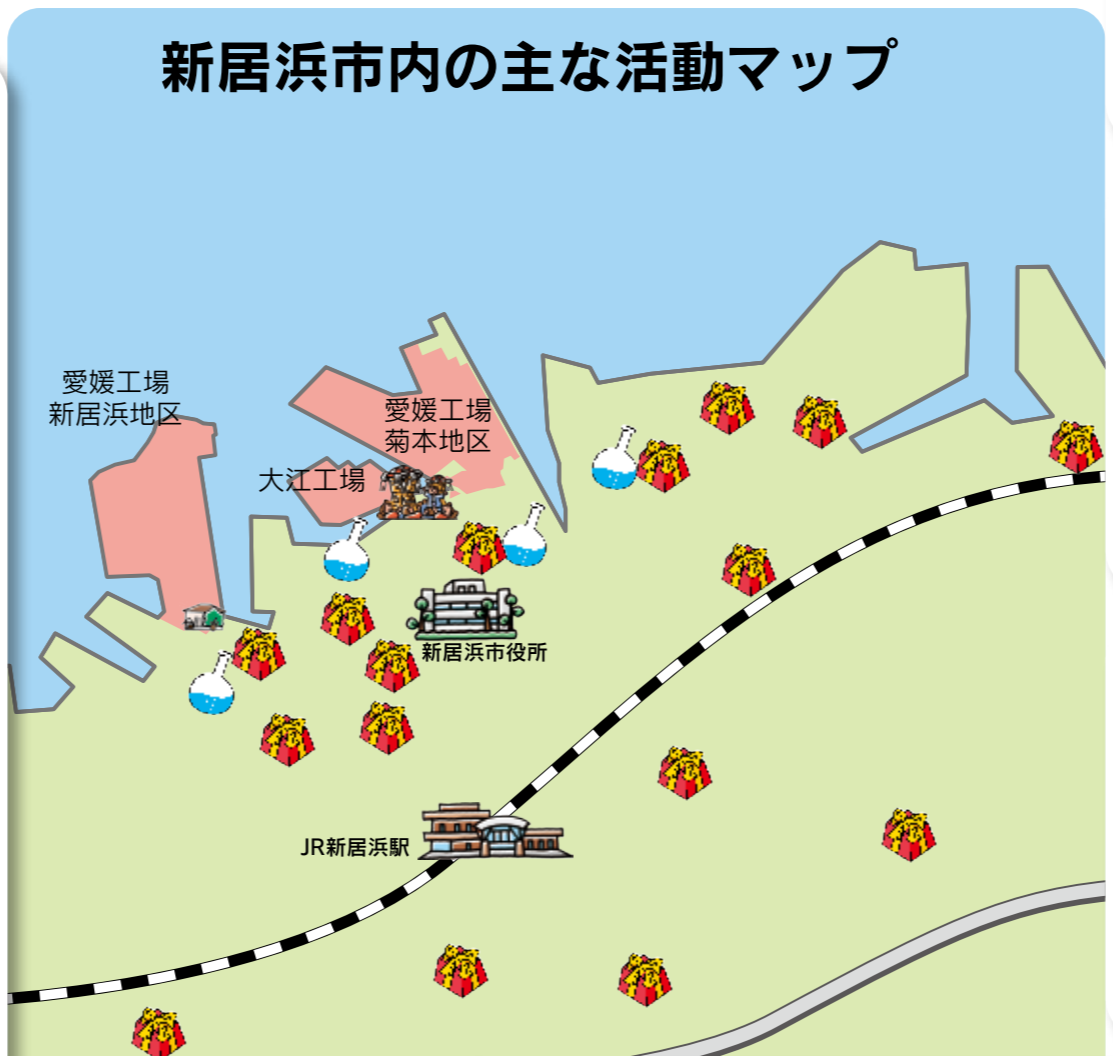 新居浜市内の主な活動マップ
愛媛工場
新居浜地区
愛媛工場
菊本地区
大江工場
新居浜市役所
JR新居浜駅